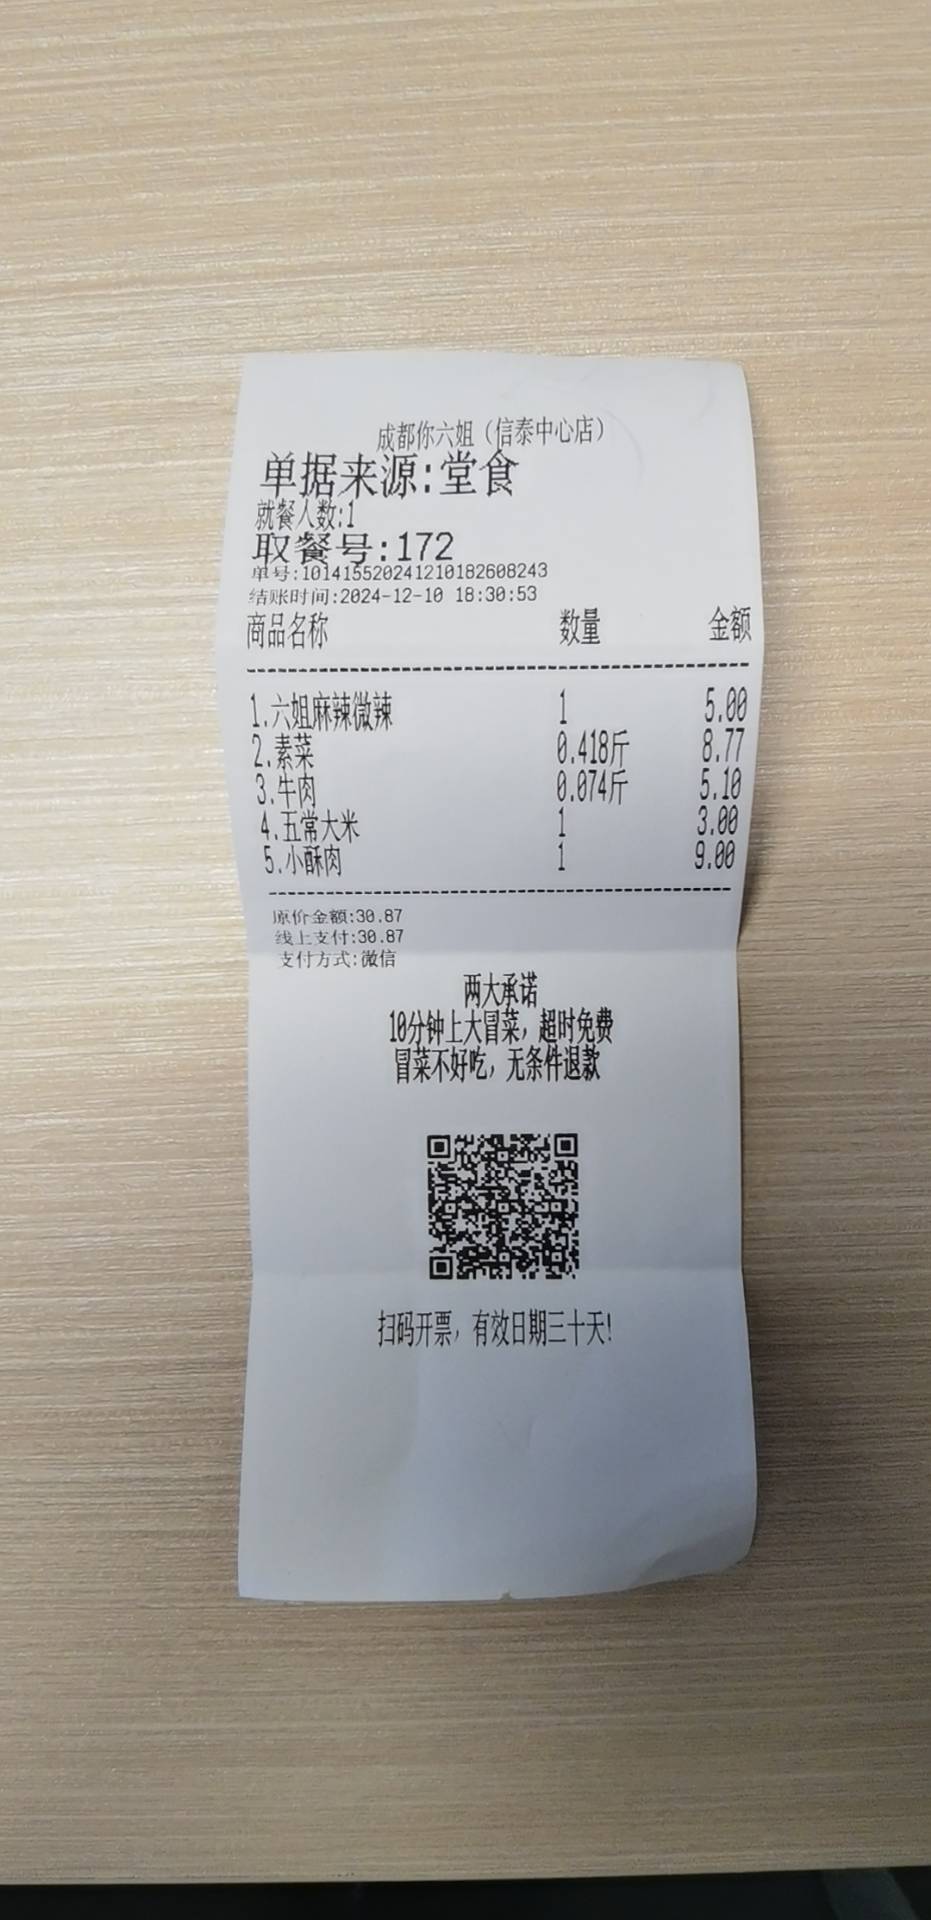 成都你六姐（信泰中心店）
单据来源:堂食
就餐人数:1
取餐号:172
单号:10141552024121018260​8243
结账时间:2024-12-10 18:30:53
商品名称 数量 金额
1.六姐麻辣微辣 1 5.00
2.素菜 0.418斤 8.77
3.牛肉 0.074斤 5.10
4.五常大米 1 3.00
5.小酥肉 1 9.00
原价金额:30.87
线上支付:30.87
支付方式:微信
两大承诺
10分钟上大冒菜，超时免费
冒菜不好吃，无条件退款
扫码开票，有效日期三十天!